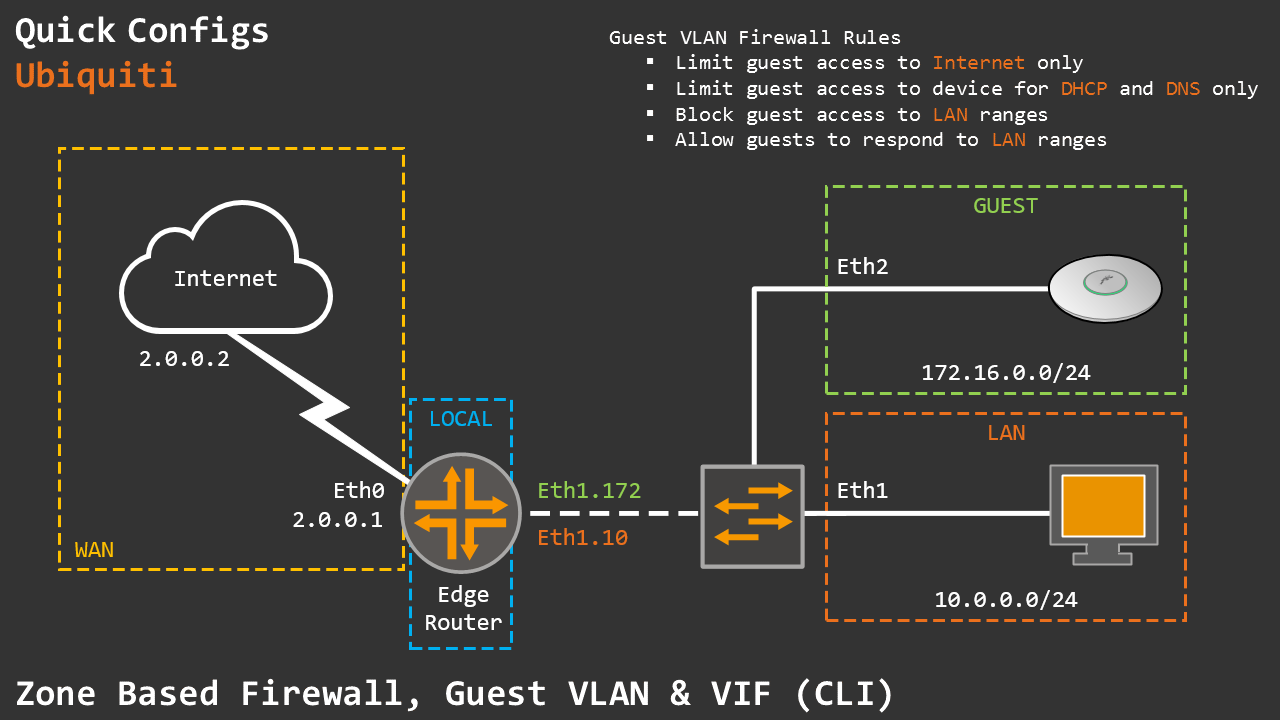 Quick Configs
Ubiquiti
Guest VLAN Firewall Rules
▪ Limit guest access to Internet only
▪ Limit guest access to device for DHCP and DNS only
▪ Block guest access to LAN ranges
▪ Allow guests to respond to LAN ranges
Internet
2.0.0.2
Eth0
2.0.0.1
WAN
LOCAL
Edge
Router
Eth1.172
Eth1.10
GUEST
Eth2
172.16.0.0/24
LAN
Eth1
10.0.0.0/24
Zone Based Firewall, Guest VLAN & VIF (CLI)